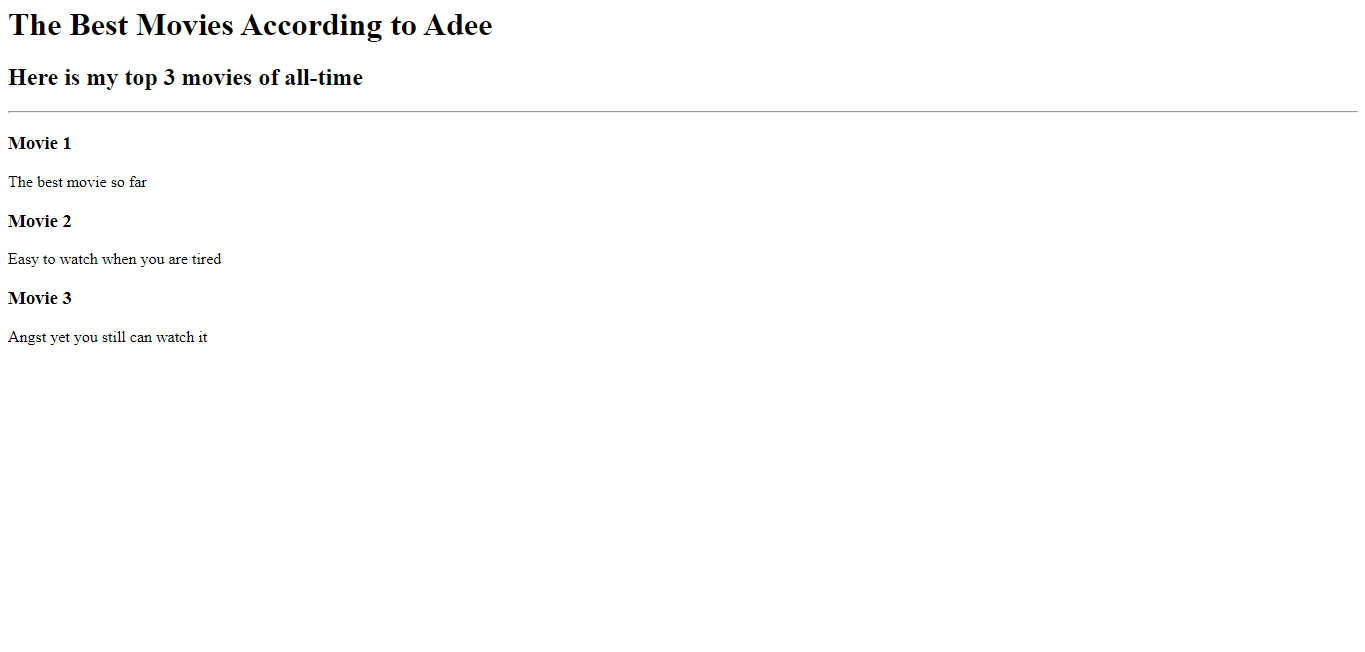 The Best Movies According to Adee
Here is my top 3 movies of all-time
Movie 1
The best movie so far
Movie 2
Easy to watch when you are tired
Movie 3
Angst yet you still can watch it